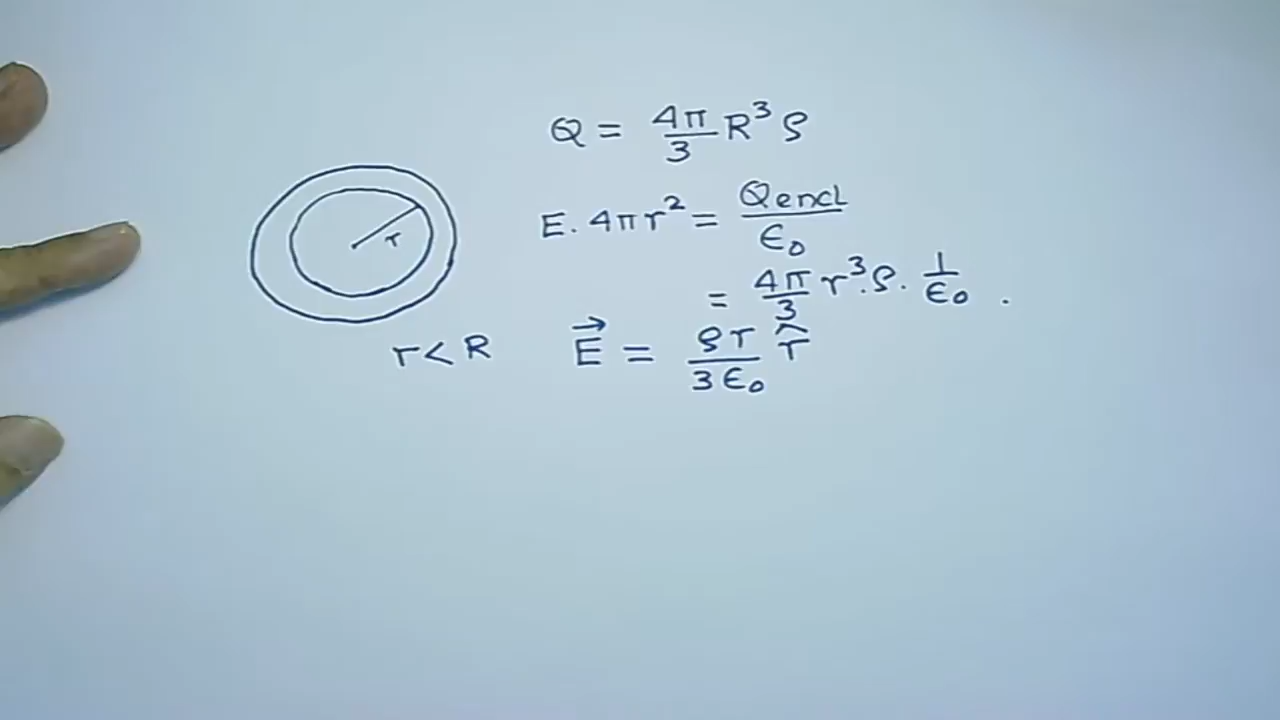 Q = 4π/3 R³ ρ
E. 4πr² = Qencl/ε₀
r
= 4π/3 r³.ρ. 1/ε₀ .
r < R
E⃗ = ρr/3ε₀ r̂